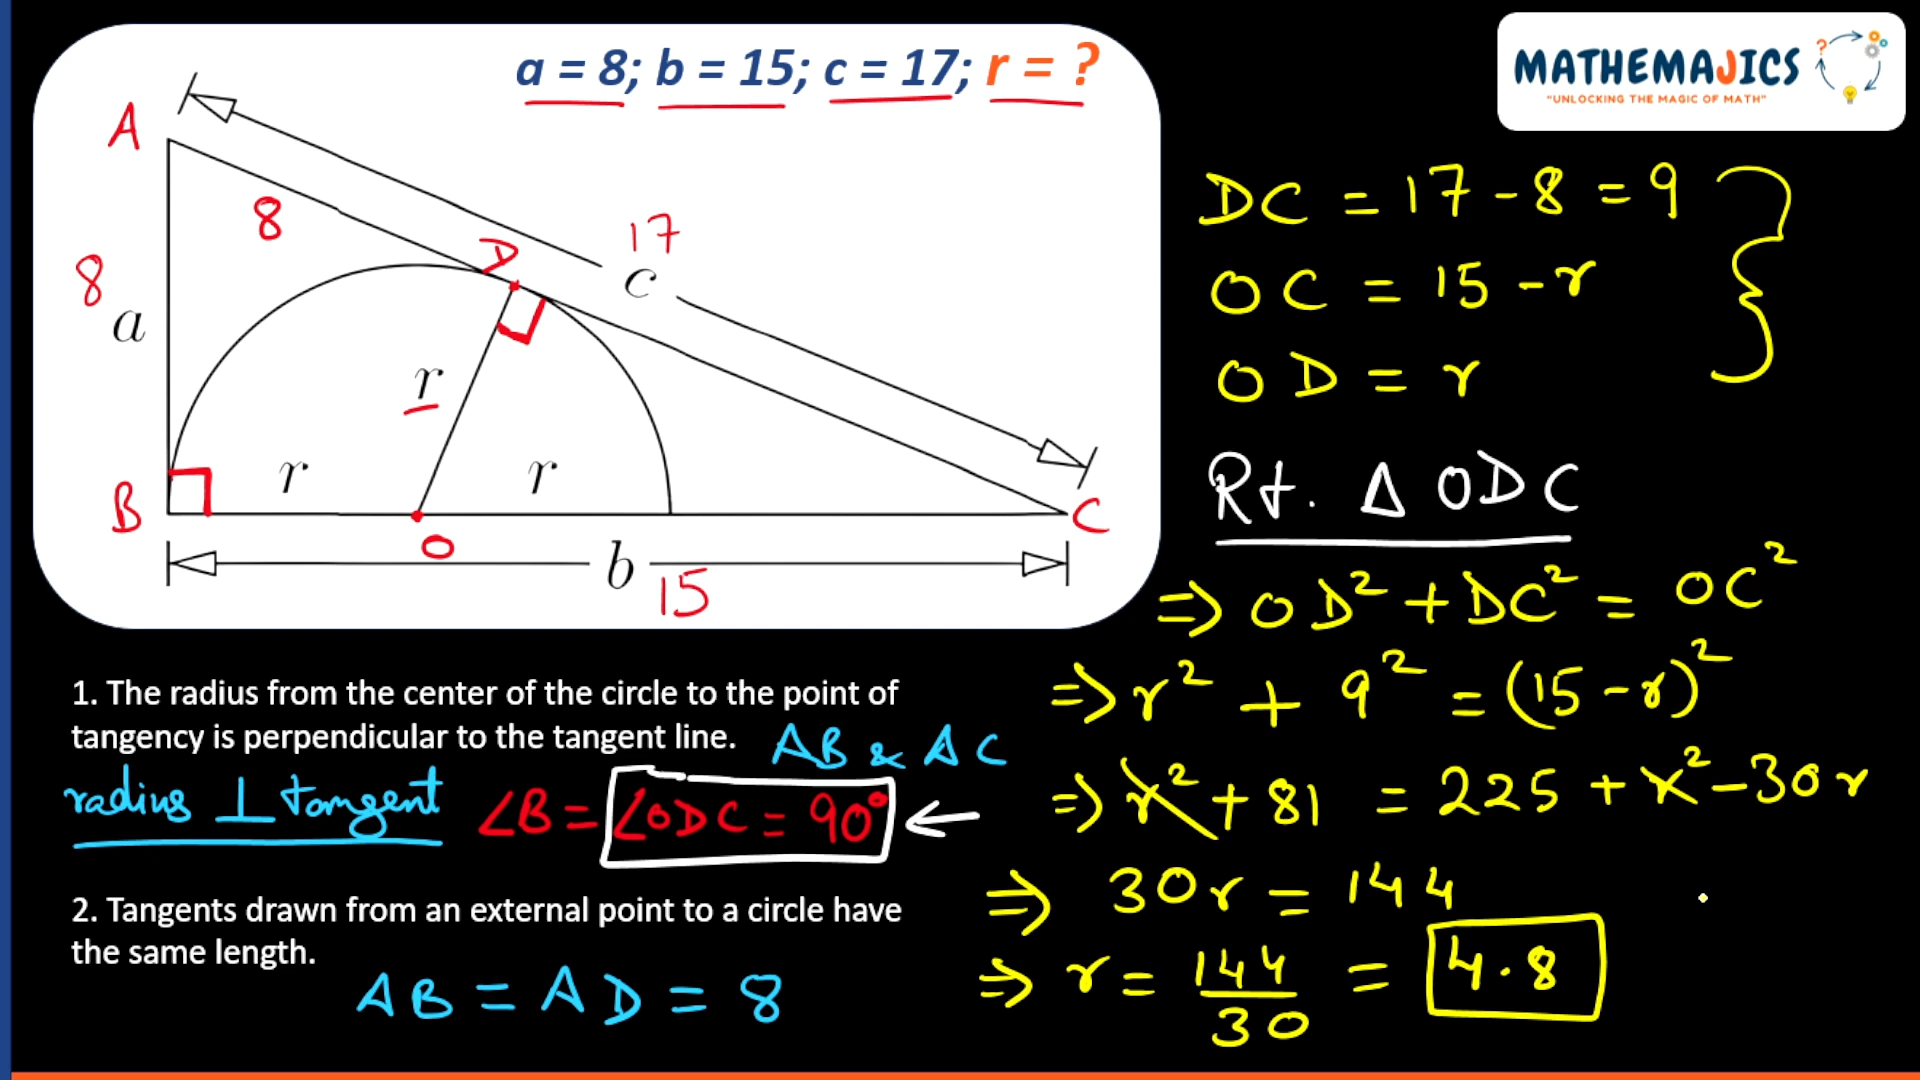 a = 8; b = 15; c = 17; r = ?
MATHEMAJICS
"UNLOCKING THE MAGIC OF MATH"
A
8
8
a
D
17
c
r
B
r
r
O
C
b
15
DC = 17 - 8 = 9
OC = 15 - r
OD = r
Rt. Δ ODC
⇒ OD² + DC² = OC²
⇒ r² + 9² = (15 - r)²
⇒ r² + 81 = 225 + r² - 30r
⇒ 30r = 144
⇒ r = 144/30 = 4.8
1. The radius from the center of the circle to the point of
tangency is perpendicular to the tangent line. AB & AC
radius ⊥ tangent ∠B = ∠ODC = 90° ←
2. Tangents drawn from an external point to a circle have
the same length.
AB = AD = 8